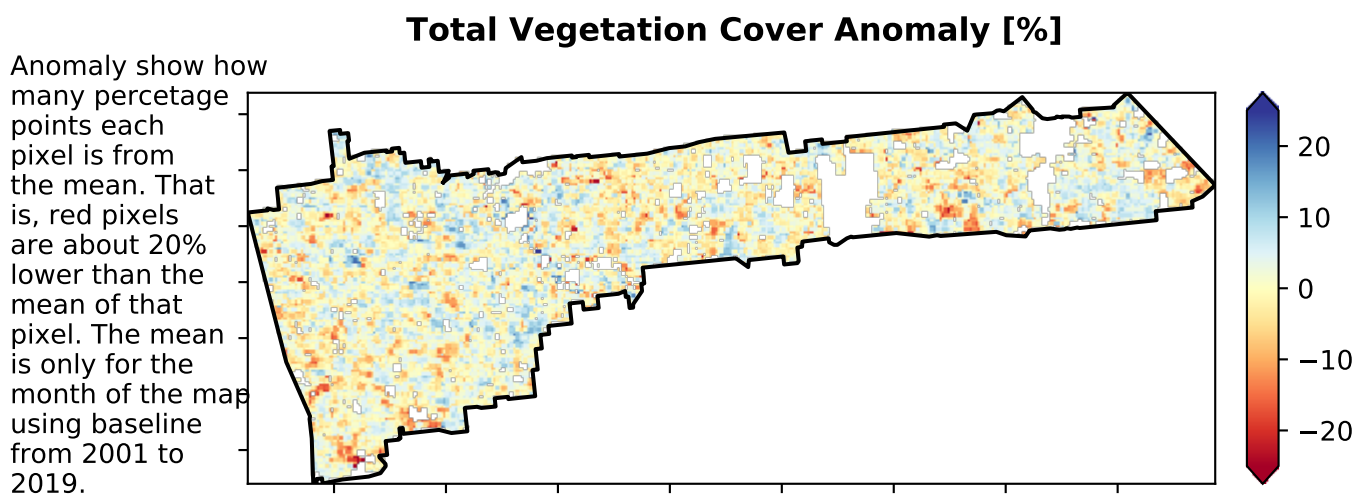 Total Vegetation Cover Anomaly [%]
Anomaly show how
many percetage
points each
pixel is from
the mean. That
is, red pixels
are about 20%
lower than the
mean of that
pixel. The mean
is only for the
month of the map
using baseline
from 2001 to
2019.
20
10
0
−10
−20